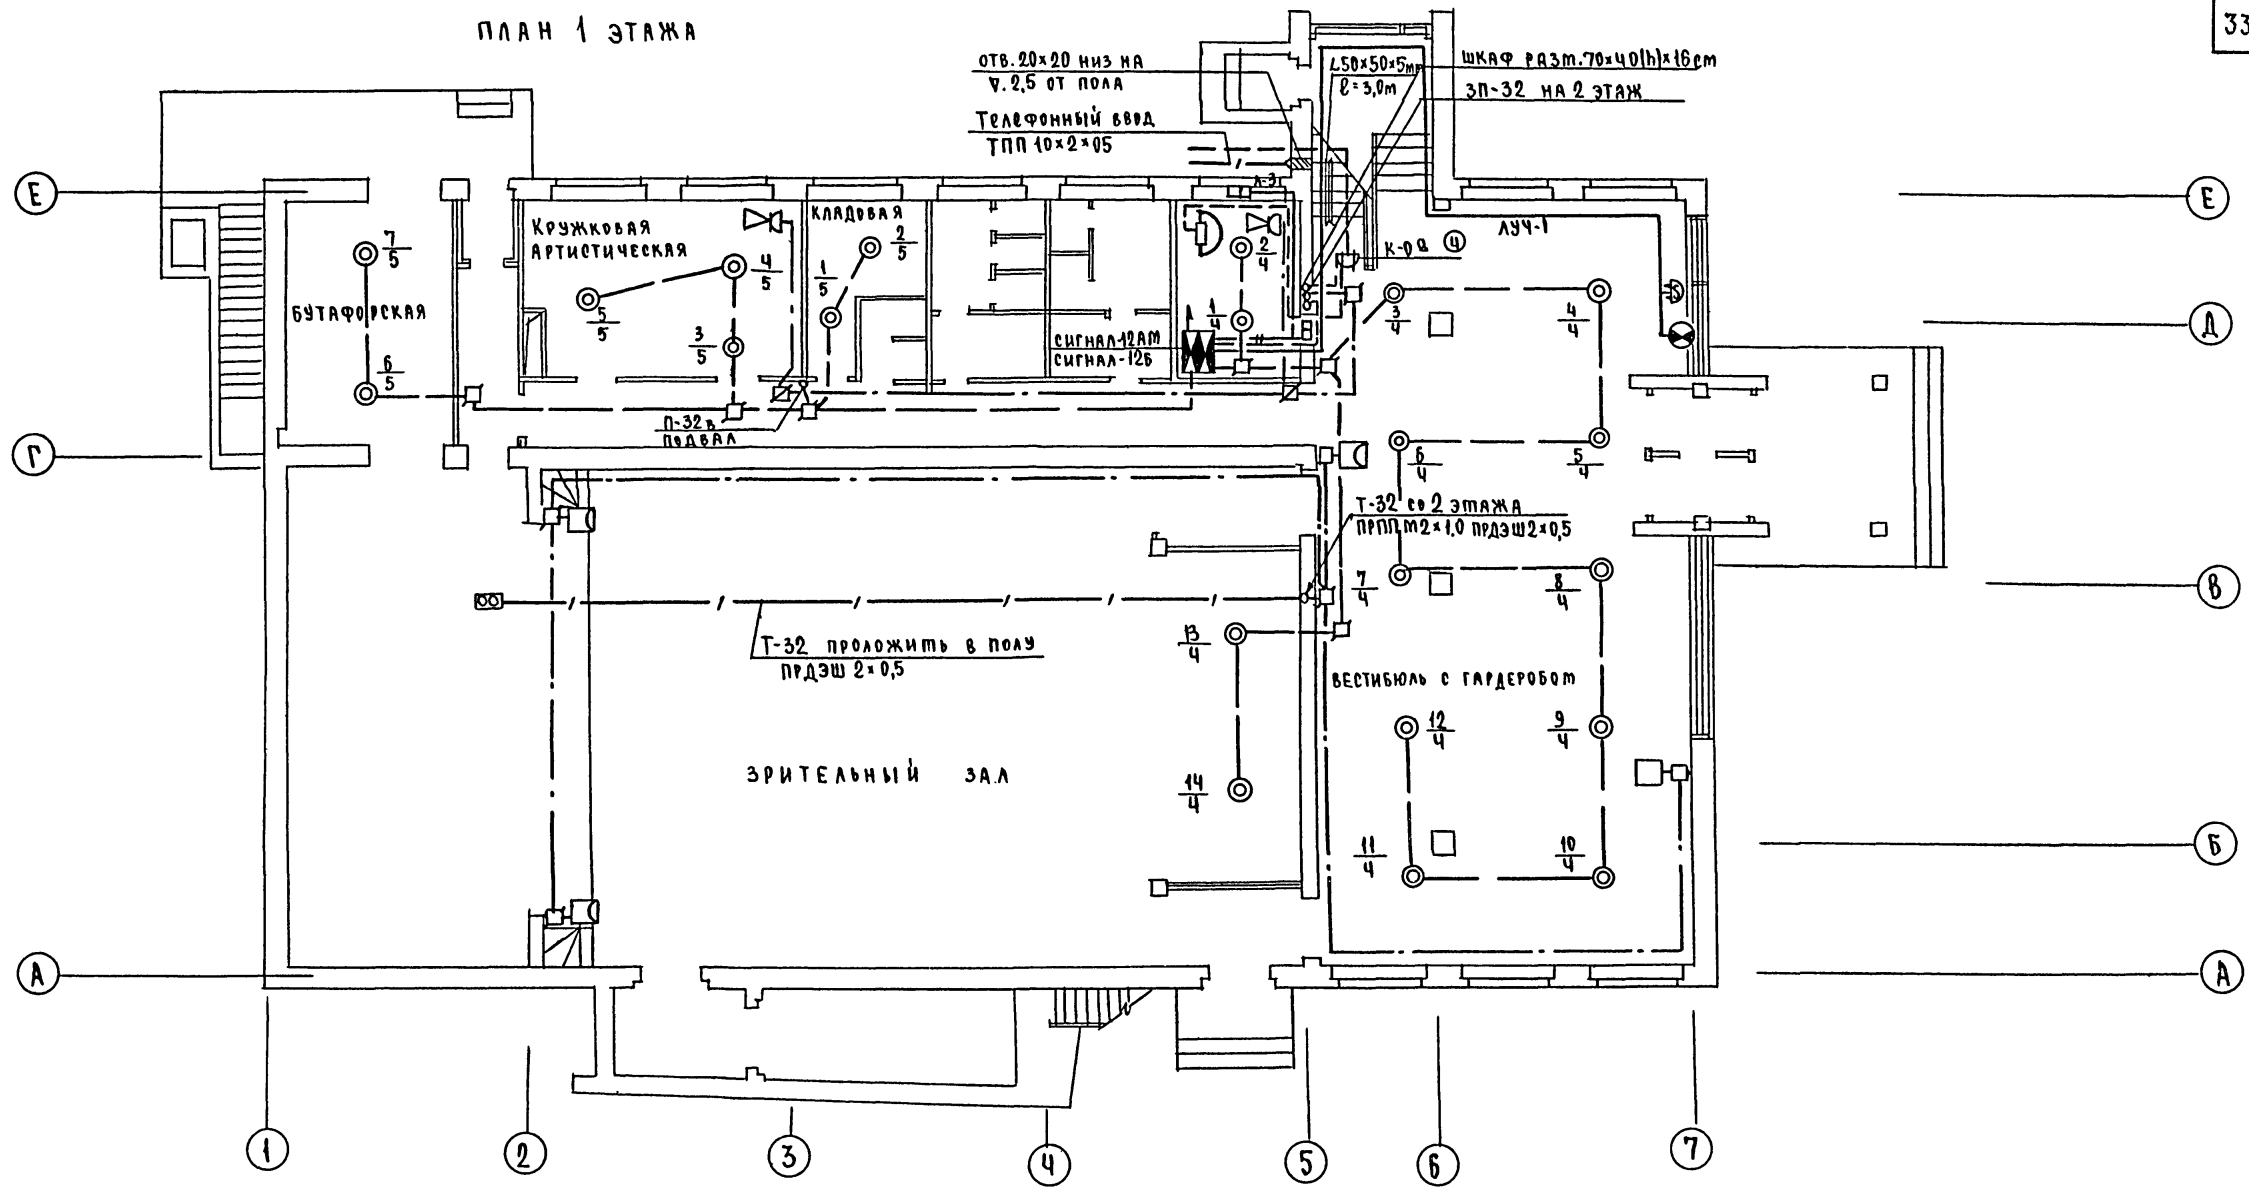 ПЛАН 1 ЭТАЖА
33
ОТВ. 20×20 НИЗ НА
∇. 2,5 ОТ ПОЛА
ТЕЛЕФОННЫЙ ВВОД
ТПП 10×2×05
∠50×50×5
ℓ=3,0м
ШКАФ РАЗМ. 70×40(h)×16см
ЗП-32 НА 2 ЭТАЖ
Е
Е
КРУЖКОВАЯ
АРТИСТИЧЕСКАЯ
КЛАДОВАЯ
ЛУЧ-1
4
7/5
4/5
1/5
2/5
2/4
БУТАФОРСКАЯ
5/5
3/5
1/4
3/4
4/4
Д
СИГНАЛ-12АМ
СИГНАЛ-12Б
6/5
П-32 в
ПОДВАЛ
Г
6/4
5/4
Т-32 со 2 ЭТАЖА
ПРППМ2×1.0 ПРДЭШ2×0,5
7/4
8/4
В
Т-32 ПРОЛОЖИТЬ В ПОЛУ
ПРДЭШ 2×0,5
13/4
ВЕСТИБЮЛЬ С ГАРДЕРОБОМ
12/4
9/4
ЗРИТЕЛЬНЫЙ ЗАЛ
14/4
11/4
10/4
Б
А
А
1
2
3
4
5
6
7